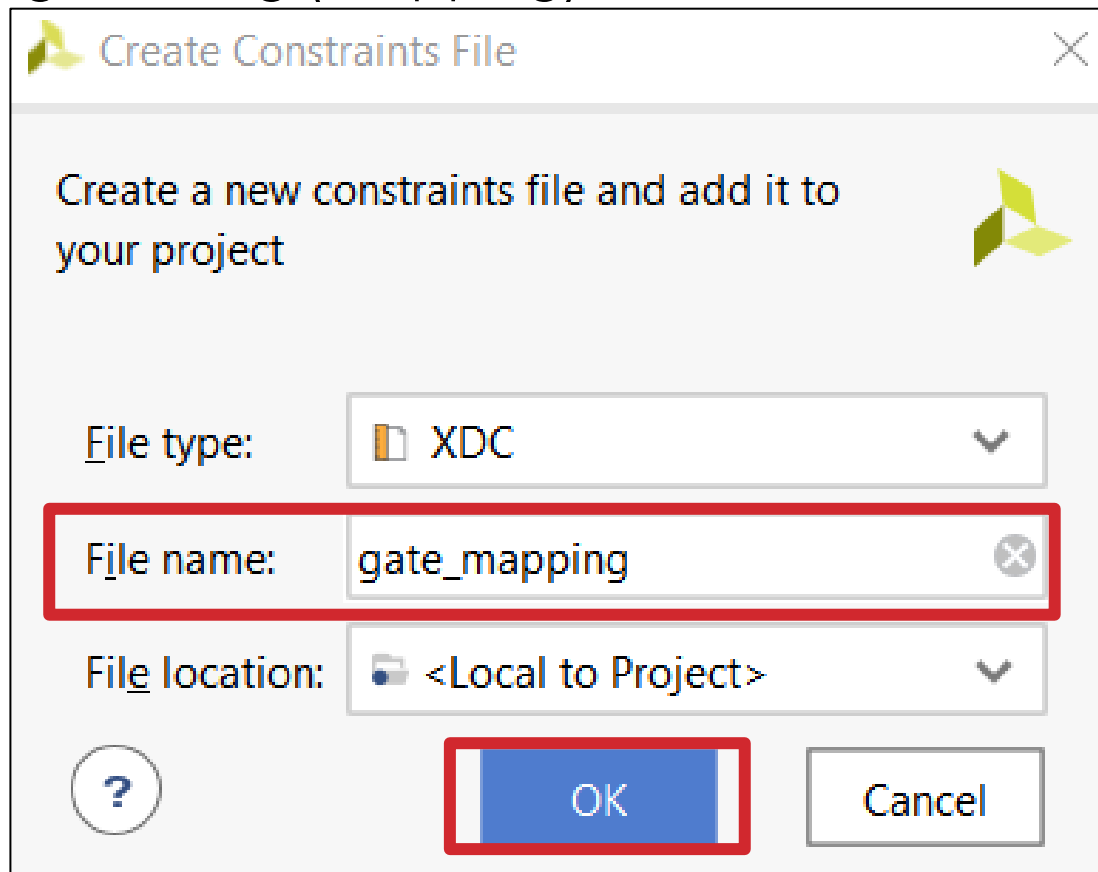 Create Constraints File
Create a new constraints file and add it to
your project
File type: XDC
File name: gate_mapping
File location: <Local to Project>
? OK Cancel